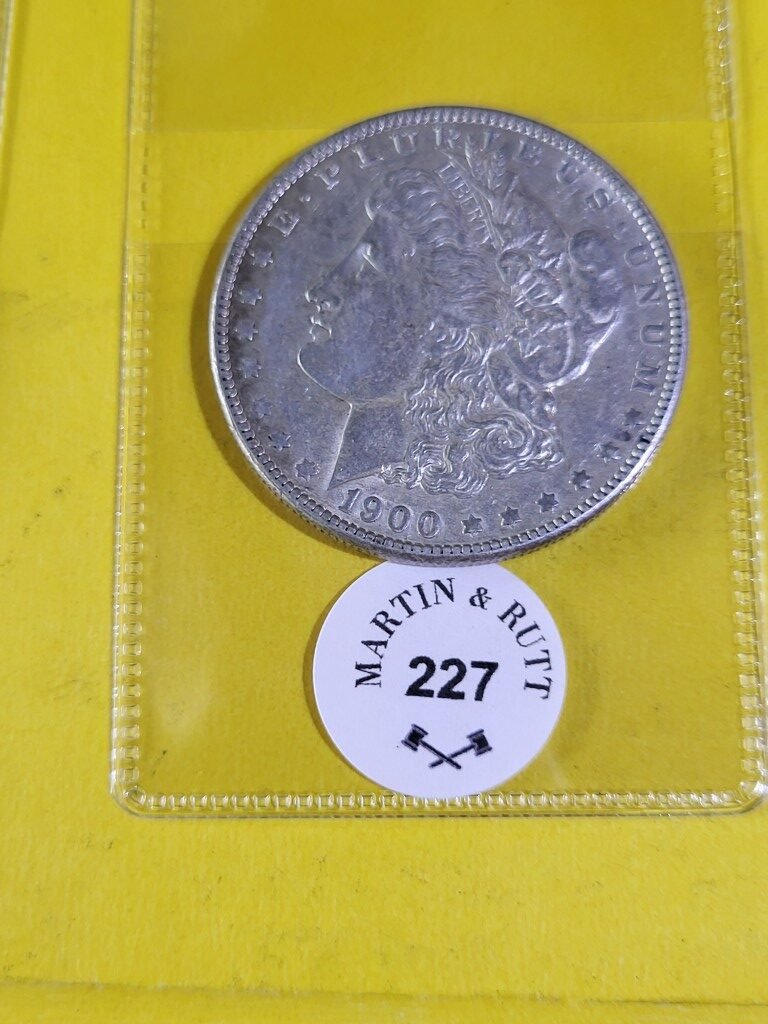 E·PLURIBUS·UNUM
LIBERTY
1900
MARTIN & RUTT
227